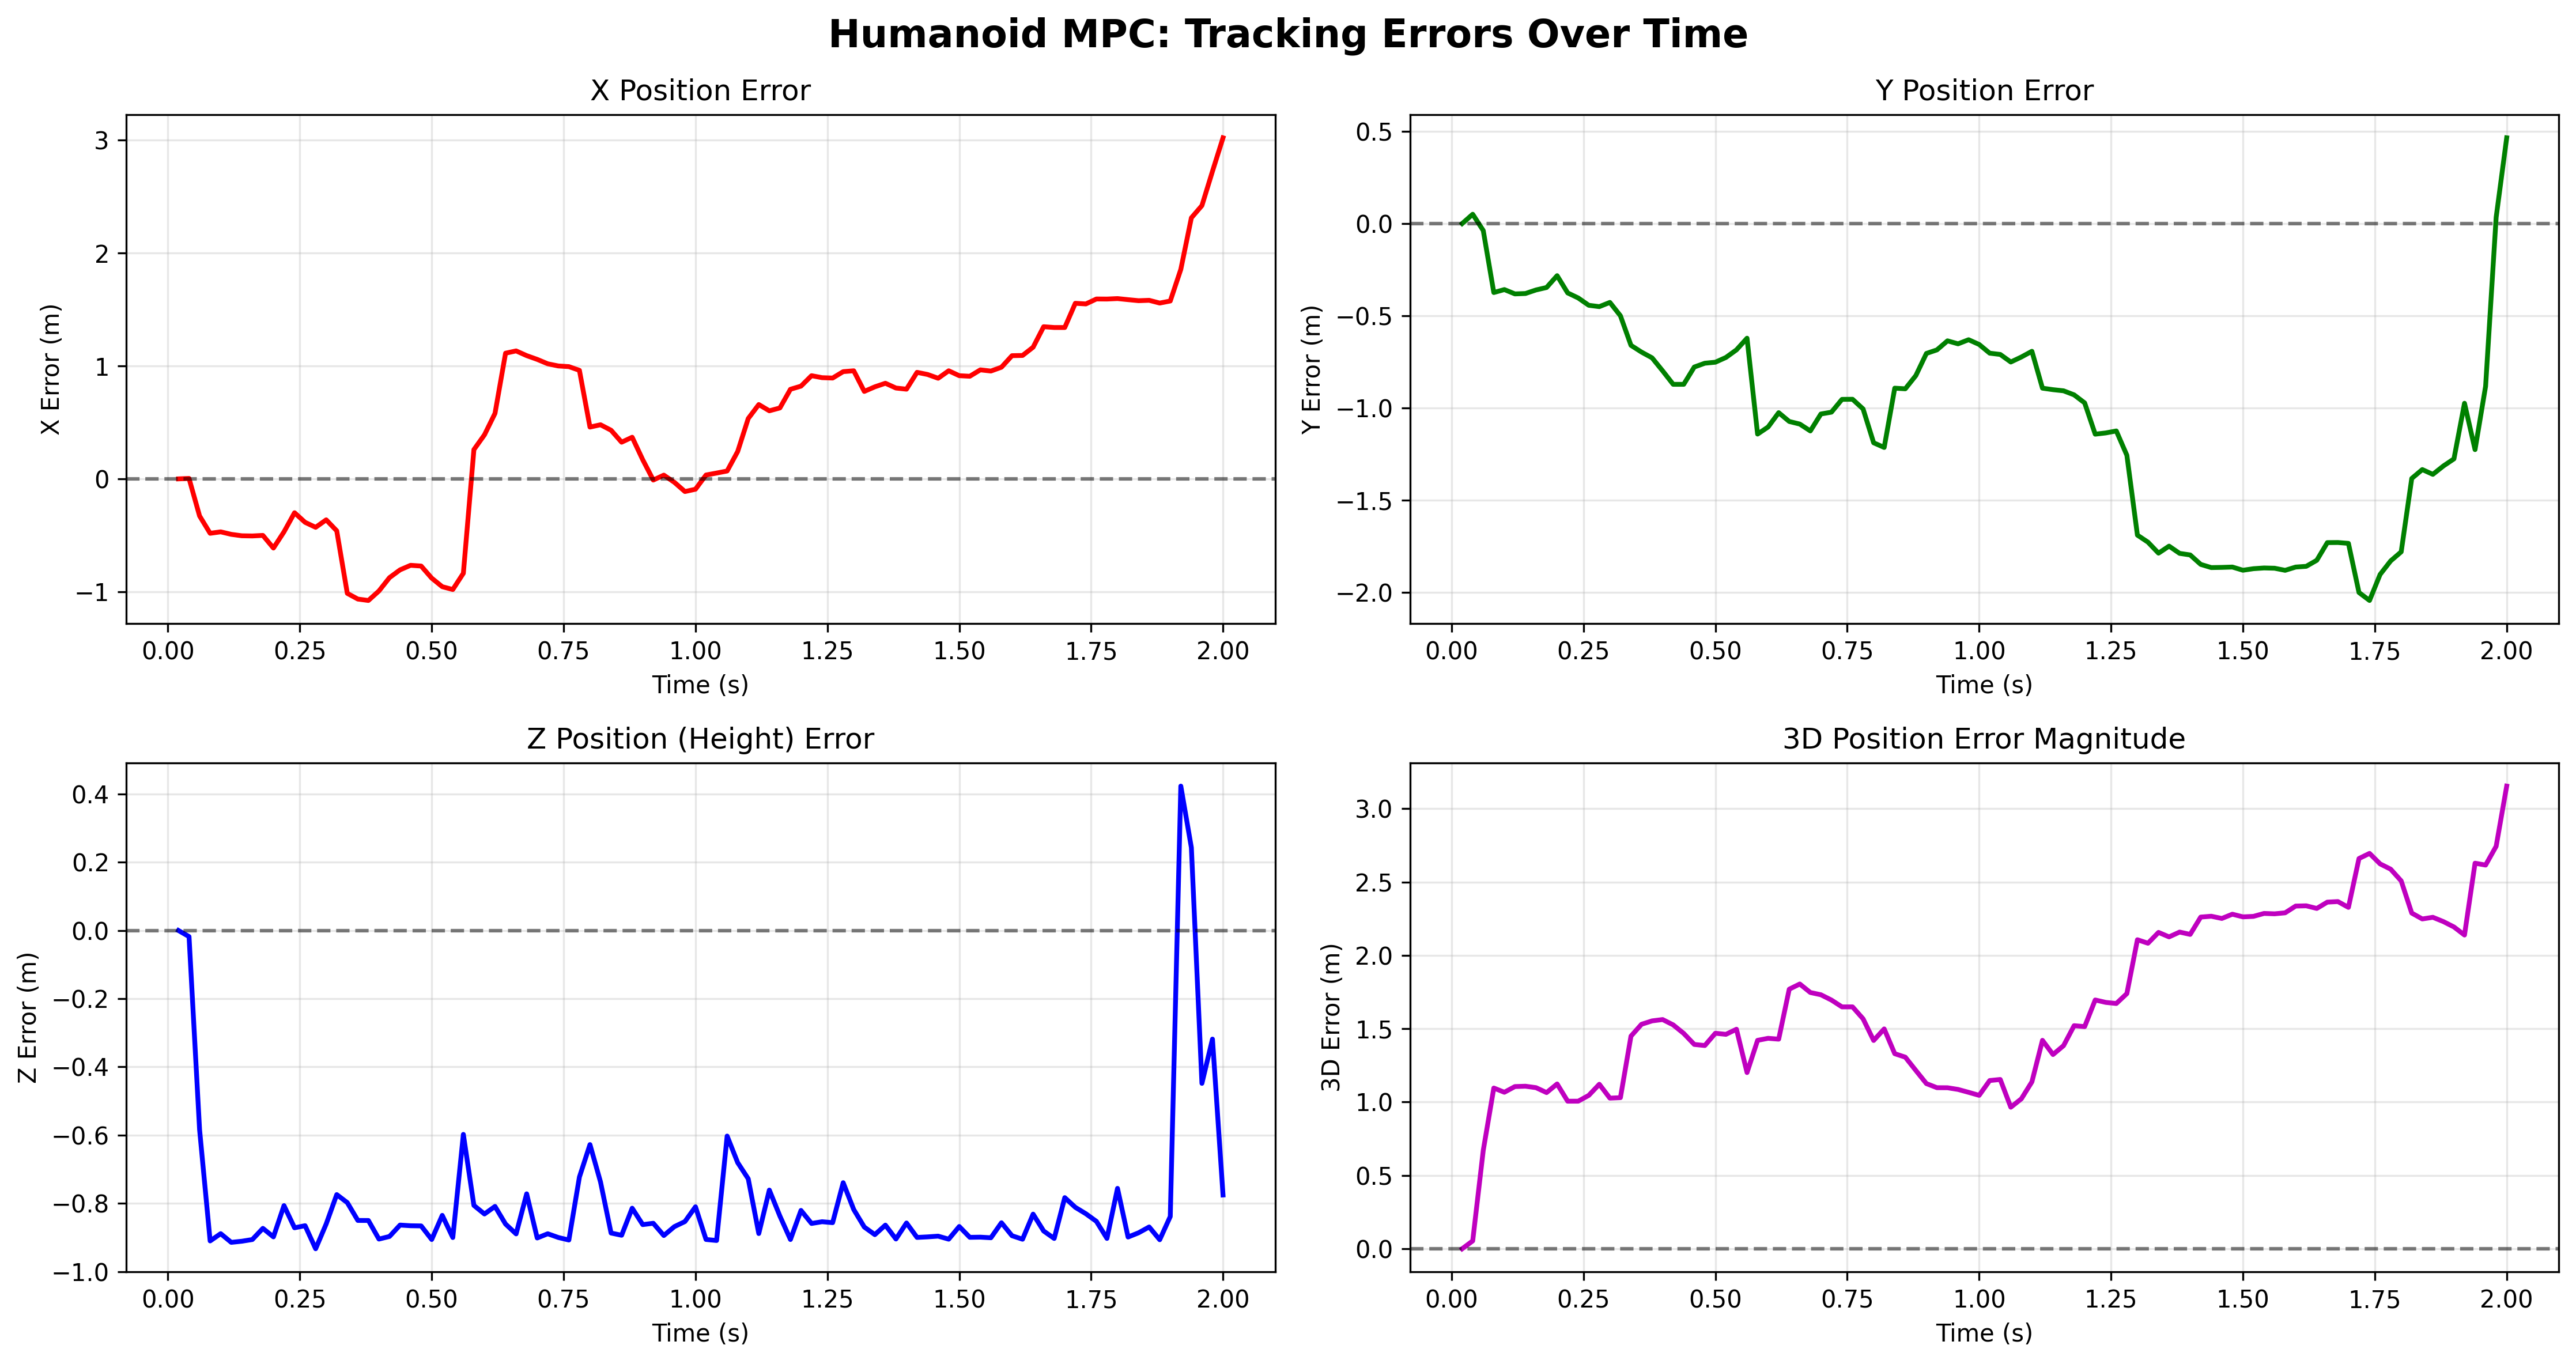 Humanoid MPC: Tracking Errors Over Time
X Position Error
3
2
1
0
−1
X Error (m)
0.00 0.25 0.50 0.75 1.00 1.25 1.50 1.75 2.00
Time (s)
Y Position Error
0.5
0.0
−0.5
−1.0
−1.5
−2.0
Y Error (m)
0.00 0.25 0.50 0.75 1.00 1.25 1.50 1.75 2.00
Time (s)
Z Position (Height) Error
0.4
0.2
0.0
−0.2
−0.4
−0.6
−0.8
−1.0
Z Error (m)
0.00 0.25 0.50 0.75 1.00 1.25 1.50 1.75 2.00
Time (s)
3D Position Error Magnitude
3.0
2.5
2.0
1.5
1.0
0.5
0.0
3D Error (m)
0.00 0.25 0.50 0.75 1.00 1.25 1.50 1.75 2.00
Time (s)